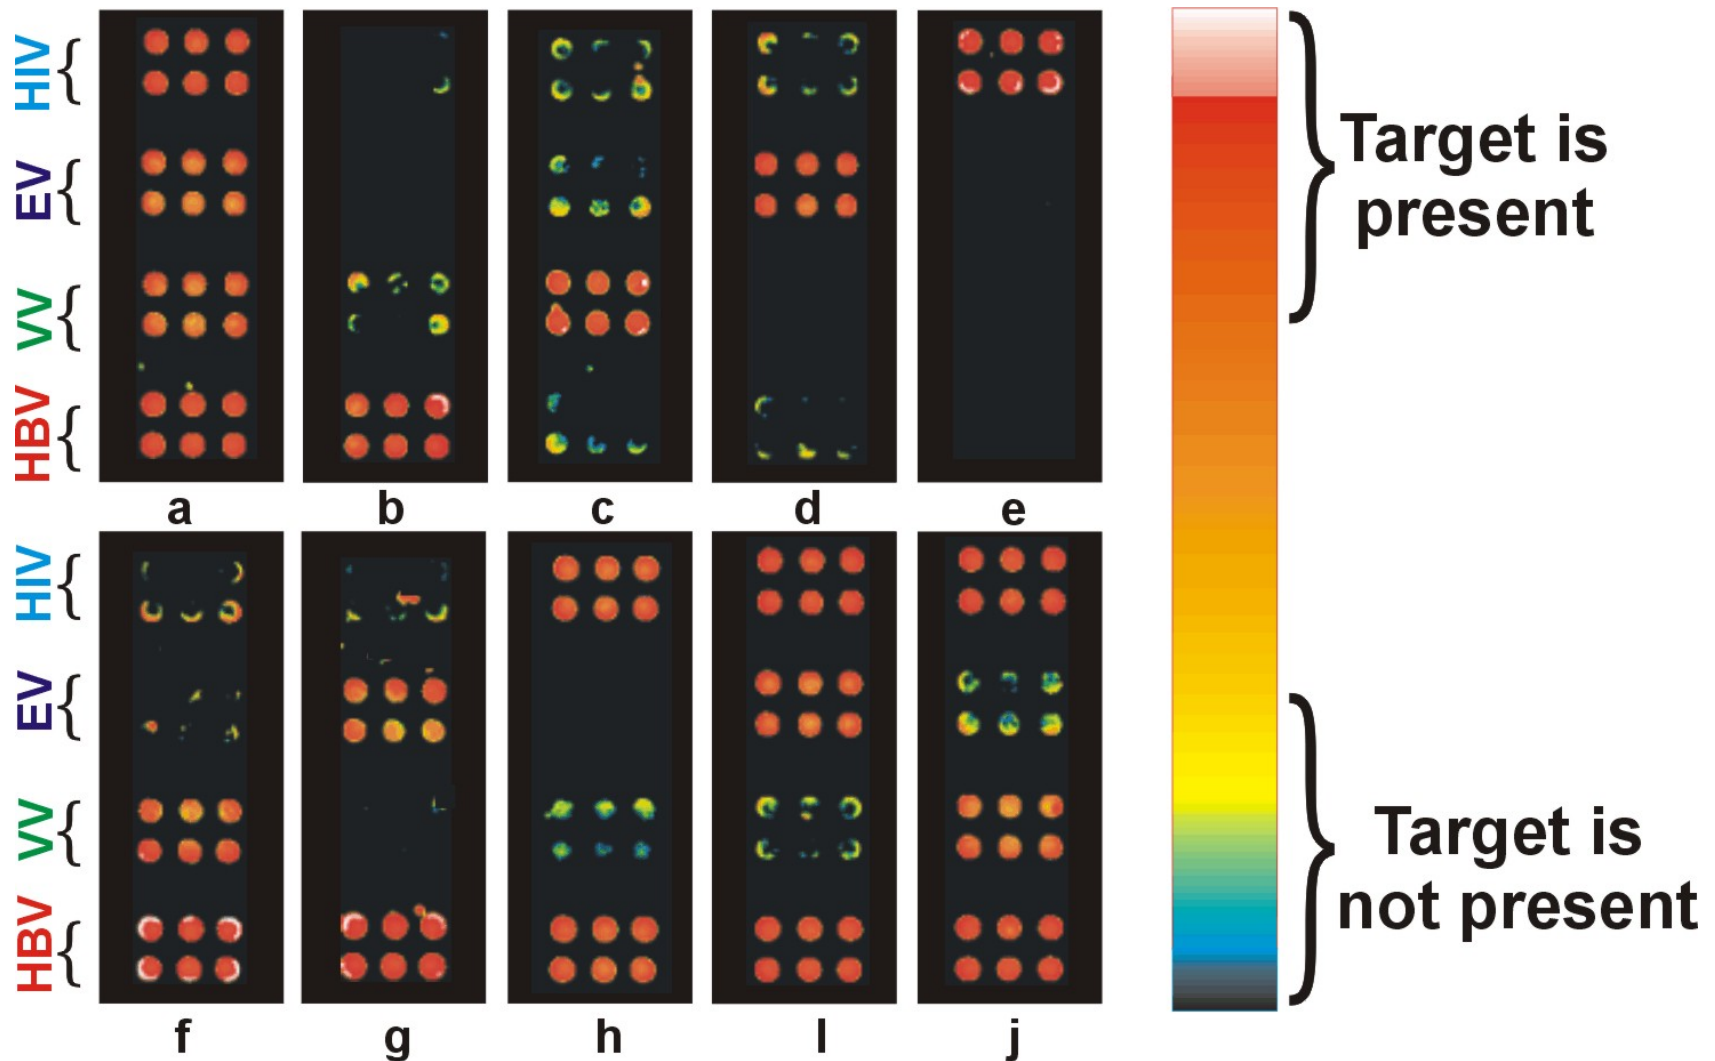 HIV
EV
VV
HBV
a b c d e
HIV
EV
VV
HBV
f g h l j
Target is
present
Target is
not present